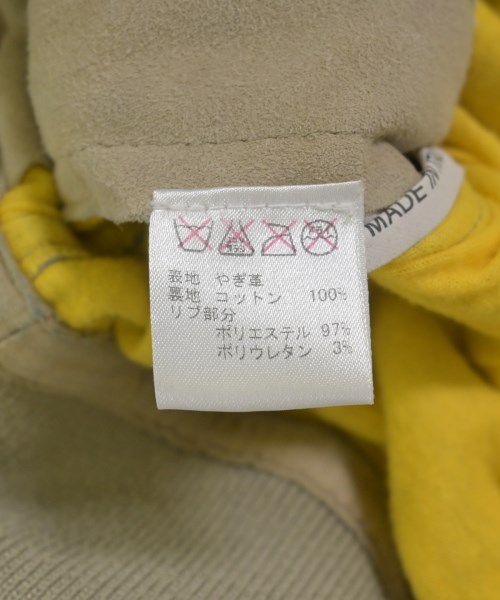 表地 やぎ革
裏地 コットン 100%
リブ部分
ポリエステル 97%
ポリウレタン 3%
MADE IN